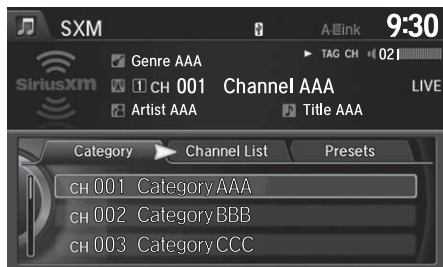 SXM A-Link 9:30
Genre AAA TAG CH 02
SiriusXM 1 CH 001 Channel AAA LIVE
Artist AAA Title AAA
Category Channel List Presets
CH 001 Category AAA
CH 002 Category BBB
CH 003 Category CCC